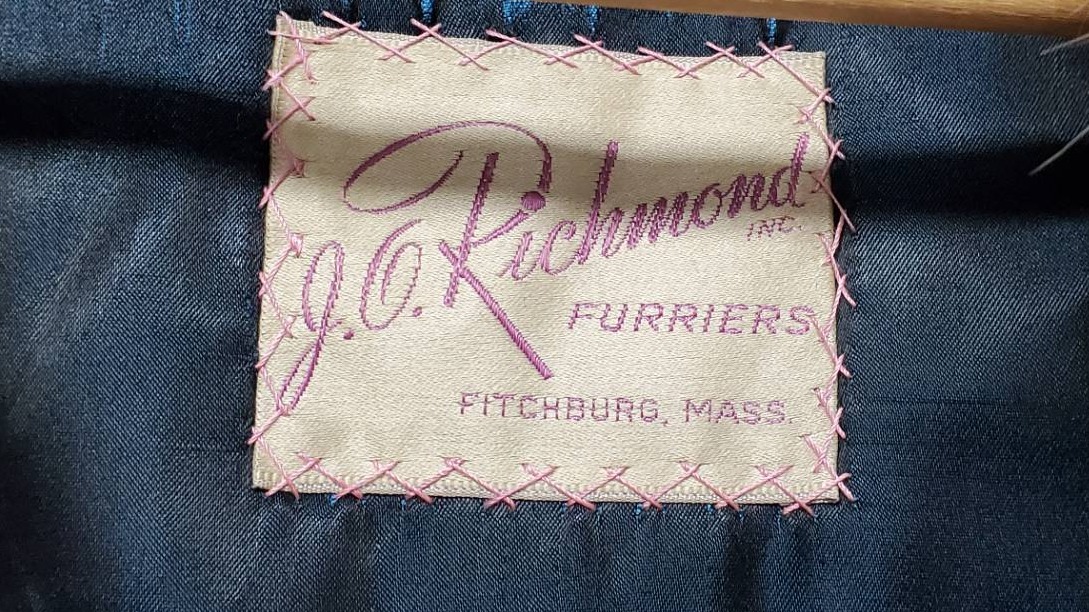 J.O. Richmond
INC.
FURRIERS
FITCHBURG, MASS.